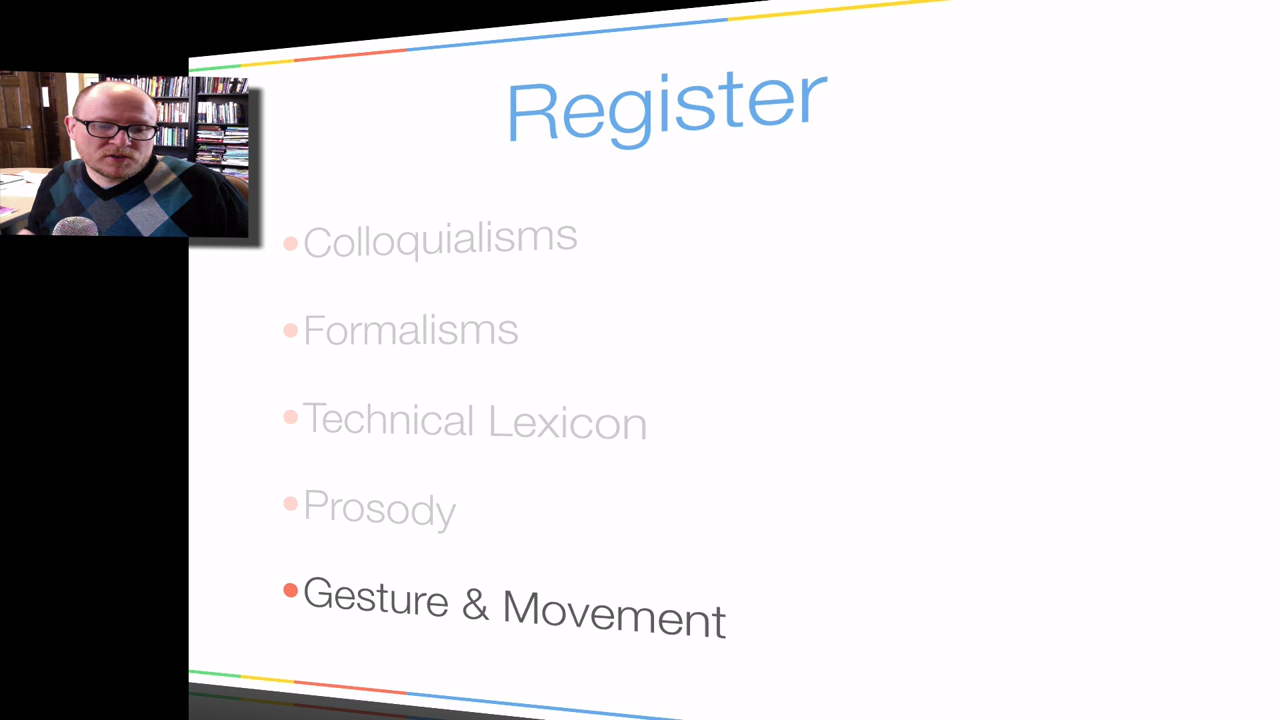 Register
•Colloquialisms
•Formalisms
•Technical Lexicon
•Prosody
•Gesture & Movement